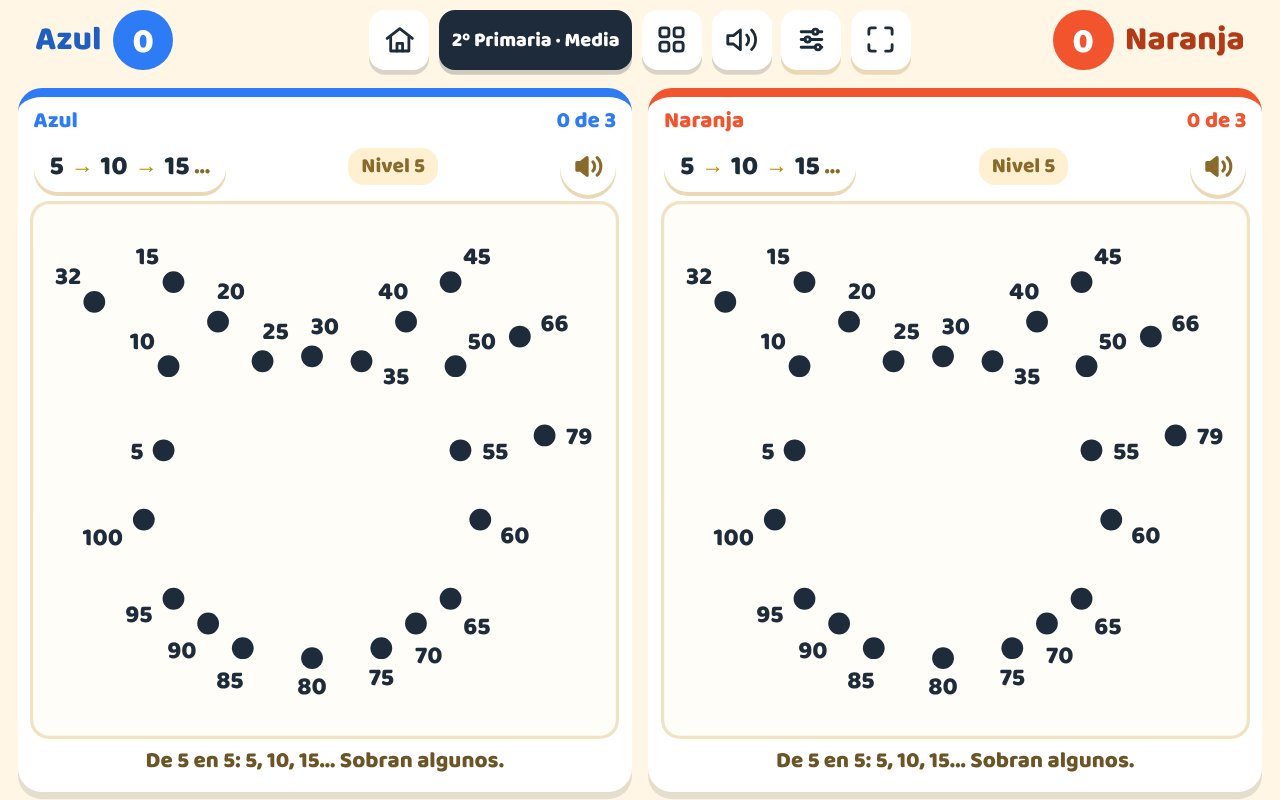 Azul 0
2º Primaria · Media
0 Naranja
Azul 0 de 3
5 → 10 → 15 ... Nivel 5
15 45
32
20 40
66
25 30
10 50
35
5 55 79
100 60
95 65
90 70
85 80 75
De 5 en 5: 5, 10, 15... Sobran algunos.
Naranja 0 de 3
5 → 10 → 15 ... Nivel 5
15 45
32
20 40
66
25 30
10 50
35
5 55 79
100 60
95 65
90 70
85 80 75
De 5 en 5: 5, 10, 15... Sobran algunos.